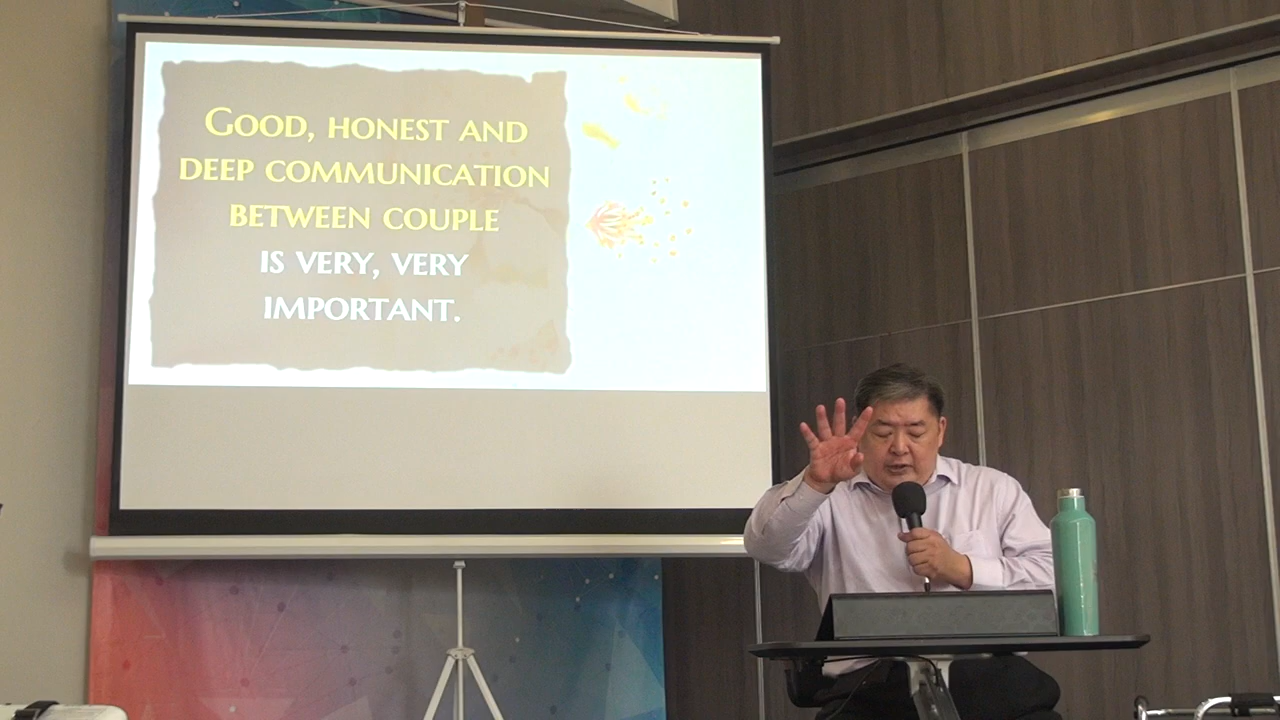 GOOD, HONEST AND
DEEP COMMUNICATION
BETWEEN COUPLE
IS VERY, VERY
IMPORTANT.